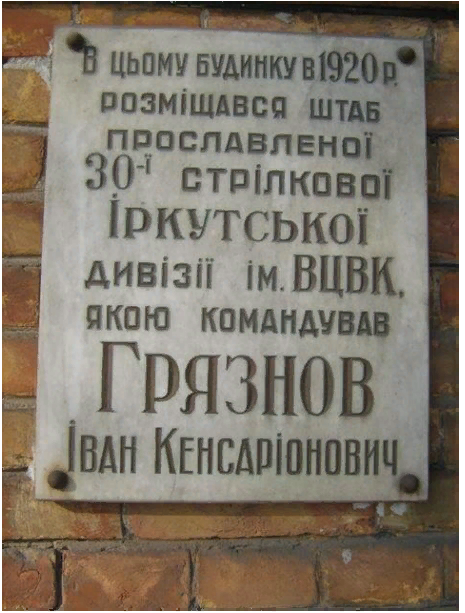 В ЦЬОМУ БУДИНКУ В 1920 р.
РОЗМІЩАВСЯ ШТАБ
ПРОСЛАВЛЕНОЇ
30-ї СТРІЛКОВОЇ
ІРКУТСЬКОЇ
ДИВІЗІЇ ІМ. ВЦВК,
ЯКОЮ КОМАНДУВАВ
ГРЯЗНОВ
ІВАН КЕНСАРІОНОВИЧ